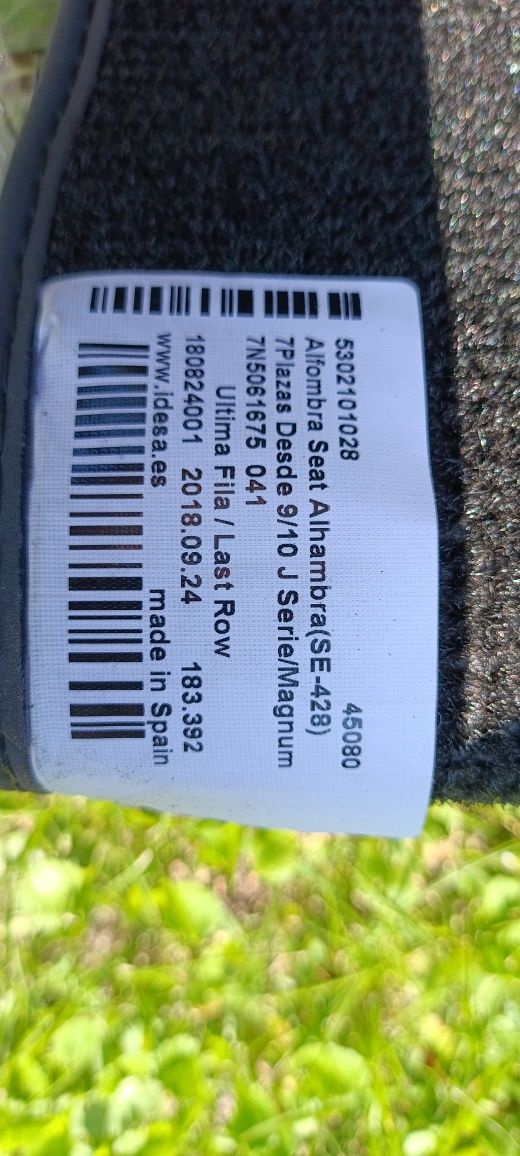 5302101028 45080
Alfombra Seat Alhambra(SE-428)
7Plazas Desde 9/10 J Serie/Magnum
7N5061675 041
Ultima Fila / Last Row
180824001 2018.09.24 183.392
www.idesa.es made in Spain